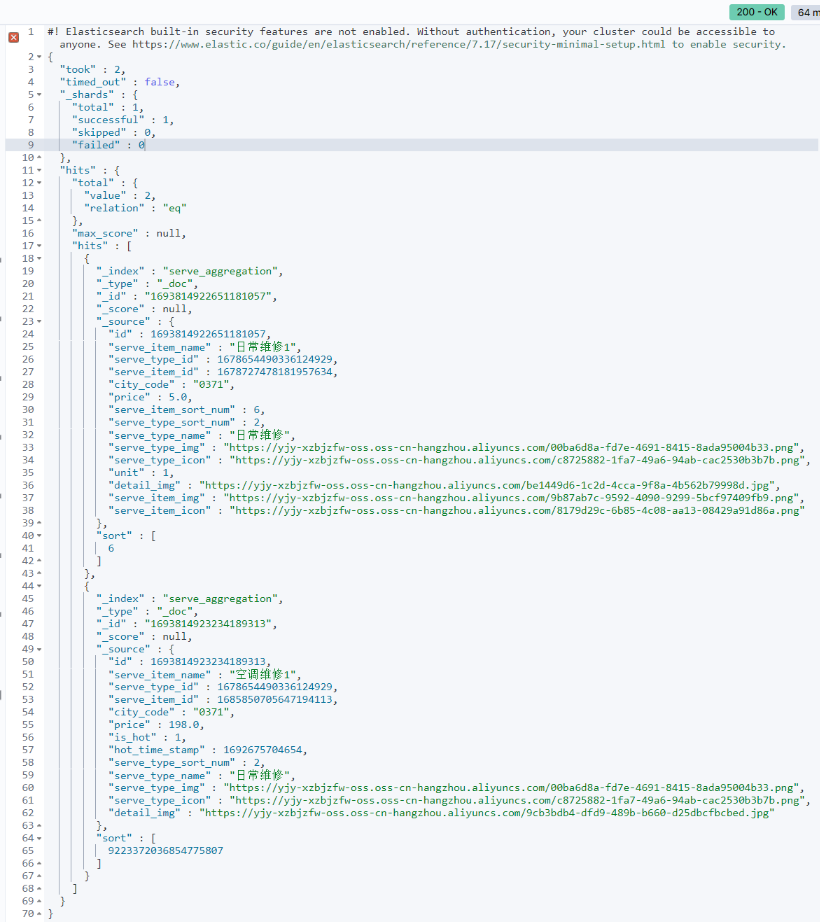 200 - OK
64 m
1 #! Elasticsearch built-in security features are not enabled. Without authentication, your cluster could be accessible to
anyone. See https://www.elastic.co/guide/en/elasticsearch/reference/7.17/security-minimal-setup.html to enable security.
2 {
3 "took" : 2,
4 "timed_out" : false,
5 "_shards" : {
6 "total" : 1,
7 "successful" : 1,
8 "skipped" : 0,
9 "failed" : 0
10 },
11 "hits" : {
12 "total" : {
13 "value" : 2,
14 "relation" : "eq"
15 },
16 "max_score" : null,
17 "hits" : [
18 {
19 "_index" : "serve_aggregation",
20 "_type" : "_doc",
21 "_id" : "1693814922651181057",
22 "_score" : null,
23 "_source" : {
24 "id" : 1693814922651181057,
25 "serve_item_name" : "日常维修1",
26 "serve_type_id" : 1678654490336124929,
27 "serve_item_id" : 1678727478181957634,
28 "city_code" : "0371",
29 "price" : 5.0,
30 "serve_item_sort_num" : 6,
31 "serve_type_sort_num" : 2,
32 "serve_type_name" : "日常维修",
33 "serve_type_img" : "https://yjy-xzbjzfw-oss.oss-cn-hangzhou.aliyuncs.com/00ba6d8a-fd7e-4691-8415-8ada95004b33.png",
34 "serve_type_icon" : "https://yjy-xzbjzfw-oss.oss-cn-hangzhou.aliyuncs.com/c8725882-1fa7-49a6-94ab-cac2530b3b7b.png",
35 "unit" : 1,
36 "detail_img" : "https://yjy-xzbjzfw-oss.oss-cn-hangzhou.aliyuncs.com/be1449d6-1c2d-4cca-9f8a-4b562b79998d.jpg",
37 "serve_item_img" : "https://yjy-xzbjzfw-oss.oss-cn-hangzhou.aliyuncs.com/9b87ab7c-9592-4090-9299-5bcf97409fb9.png",
38 "serve_item_icon" : "https://yjy-xzbjzfw-oss.oss-cn-hangzhou.aliyuncs.com/8179d29c-6b85-4c08-aa13-08429a91d86a.png"
39 },
40 "sort" : [
41 6
42 ]
43 },
44 {
45 "_index" : "serve_aggregation",
46 "_type" : "_doc",
47 "_id" : "1693814923234189313",
48 "_score" : null,
49 "_source" : {
50 "id" : 1693814923234189313,
51 "serve_item_name" : "空调维修1",
52 "serve_type_id" : 1678654490336124929,
53 "serve_item_id" : 1685850705647194113,
54 "city_code" : "0371",
55 "price" : 198.0,
56 "is_hot" : 1,
57 "hot_time_stamp" : 1692675704654,
58 "serve_type_sort_num" : 2,
59 "serve_type_name" : "日常维修",
60 "serve_type_img" : "https://yjy-xzbjzfw-oss.oss-cn-hangzhou.aliyuncs.com/00ba6d8a-fd7e-4691-8415-8ada95004b33.png",
61 "serve_type_icon" : "https://yjy-xzbjzfw-oss.oss-cn-hangzhou.aliyuncs.com/c8725882-1fa7-49a6-94ab-cac2530b3b7b.png",
62 "detail_img" : "https://yjy-xzbjzfw-oss.oss-cn-hangzhou.aliyuncs.com/9cb3bdb4-dfd9-489b-b660-d25dbcfbcbed.jpg"
63 },
64 "sort" : [
65 9223372036854775807
66 ]
67 }
68 ]
69 }
70 }